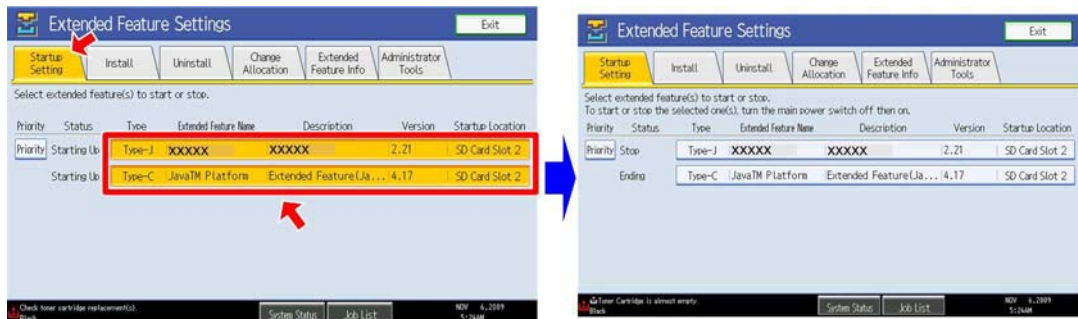 Extended Feature Settings
Exit
Startup Setting
Install
Uninstall
Change Allocation
Extended Feature Info
Administrator Tools
Select extended feature(s) to start or stop.
Priority Status Type Extended Feature Name Description Version Startup Location
Priority Starting Up Type-J XXXXX XXXXX 2.21 SD Card Slot 2
Starting Up Type-C JavaTM Platform Extended Feature(Ja... 4.17 SD Card Slot 2
Check toner cartridge replacement(s).
Black
System Status
Job List
NOV 6,2009
5:24AM
Extended Feature Settings
Exit
Startup Setting
Install
Uninstall
Change Allocation
Extended Feature Info
Administrator Tools
Select extended feature(s) to start or stop.
To start or stop the selected one(s), turn the main power switch off then on.
Priority Status Type Extended Feature Name Description Version Startup Location
Priority Stop Type-J XXXXX XXXXX 2.21 SD Card Slot 2
Ending Type-C JavaTM Platform Extended Feature(Ja... 4.17 SD Card Slot 2
Toner Cartridge is almost empty.
Black
System Status
Job List
NOV 6,2009
5:24AM